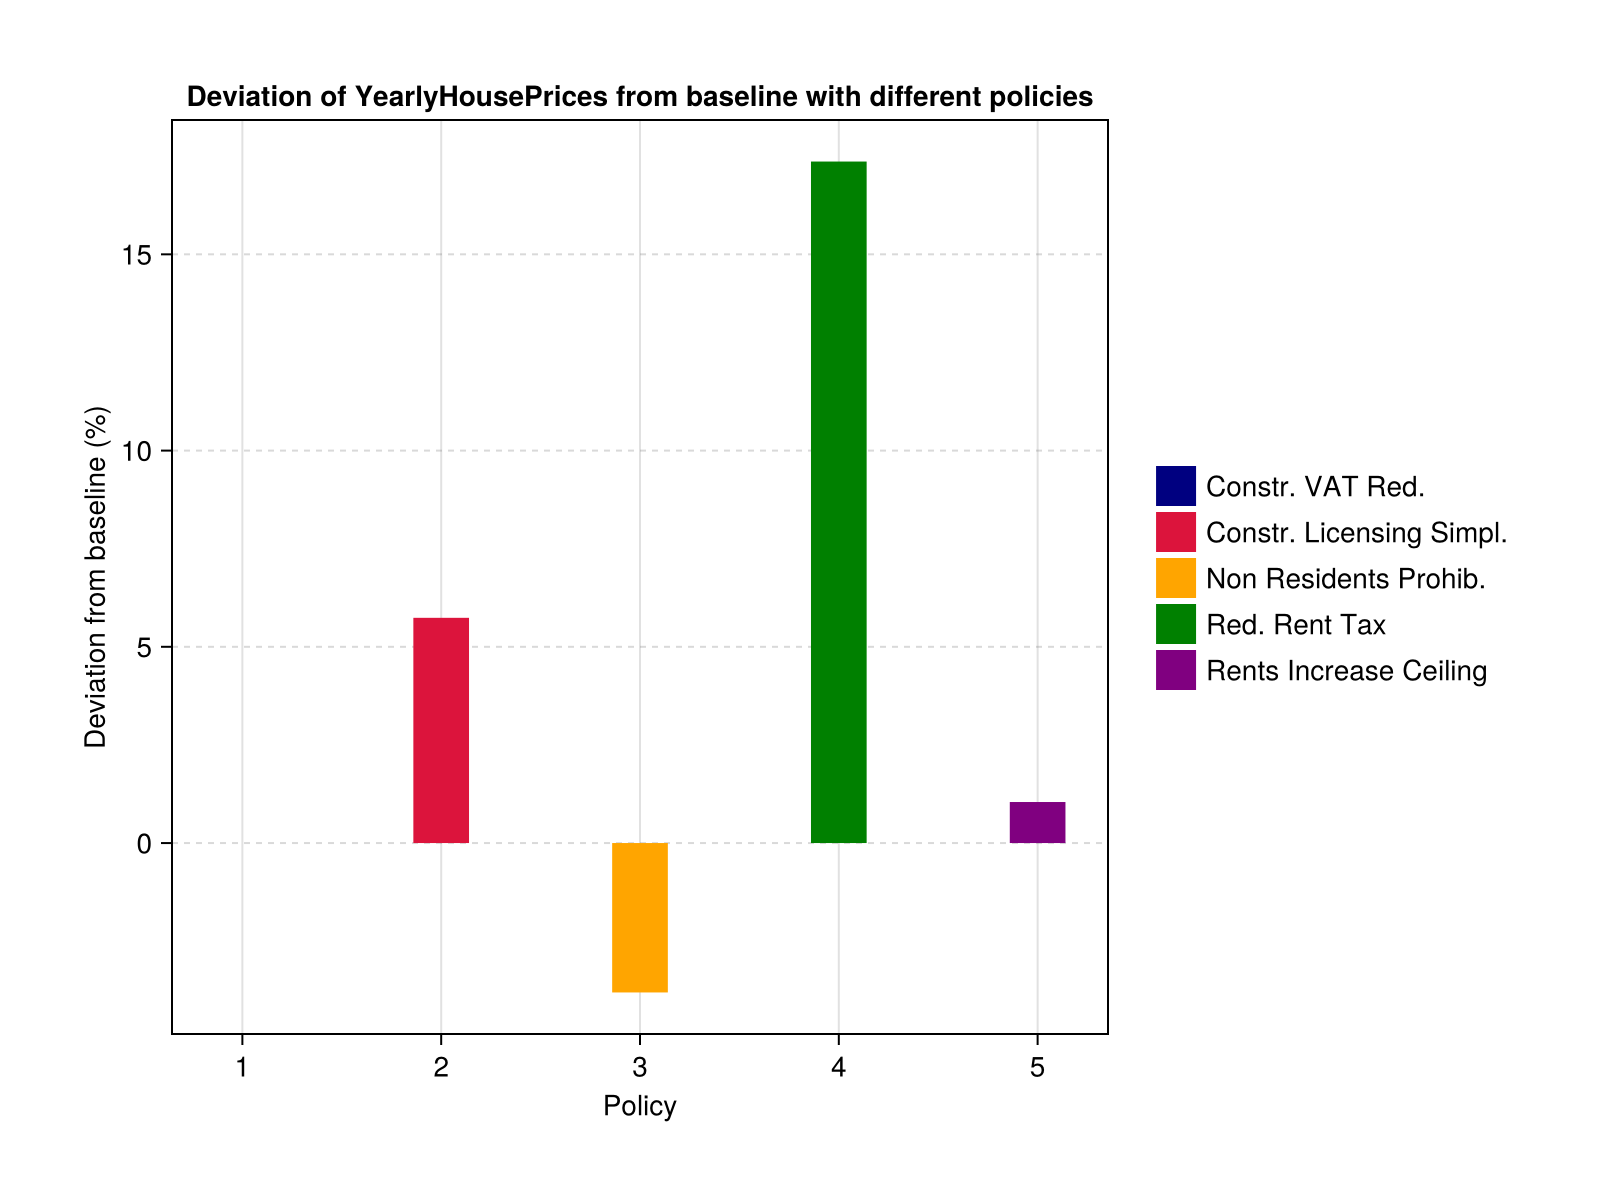 Deviation of YearlyHousePrices from baseline with different policies
Deviation from baseline (%)
15
10
5
0
1 2 3 4 5
Policy
Constr. VAT Red.
Constr. Licensing Simpl.
Non Residents Prohib.
Red. Rent Tax
Rents Increase Ceiling